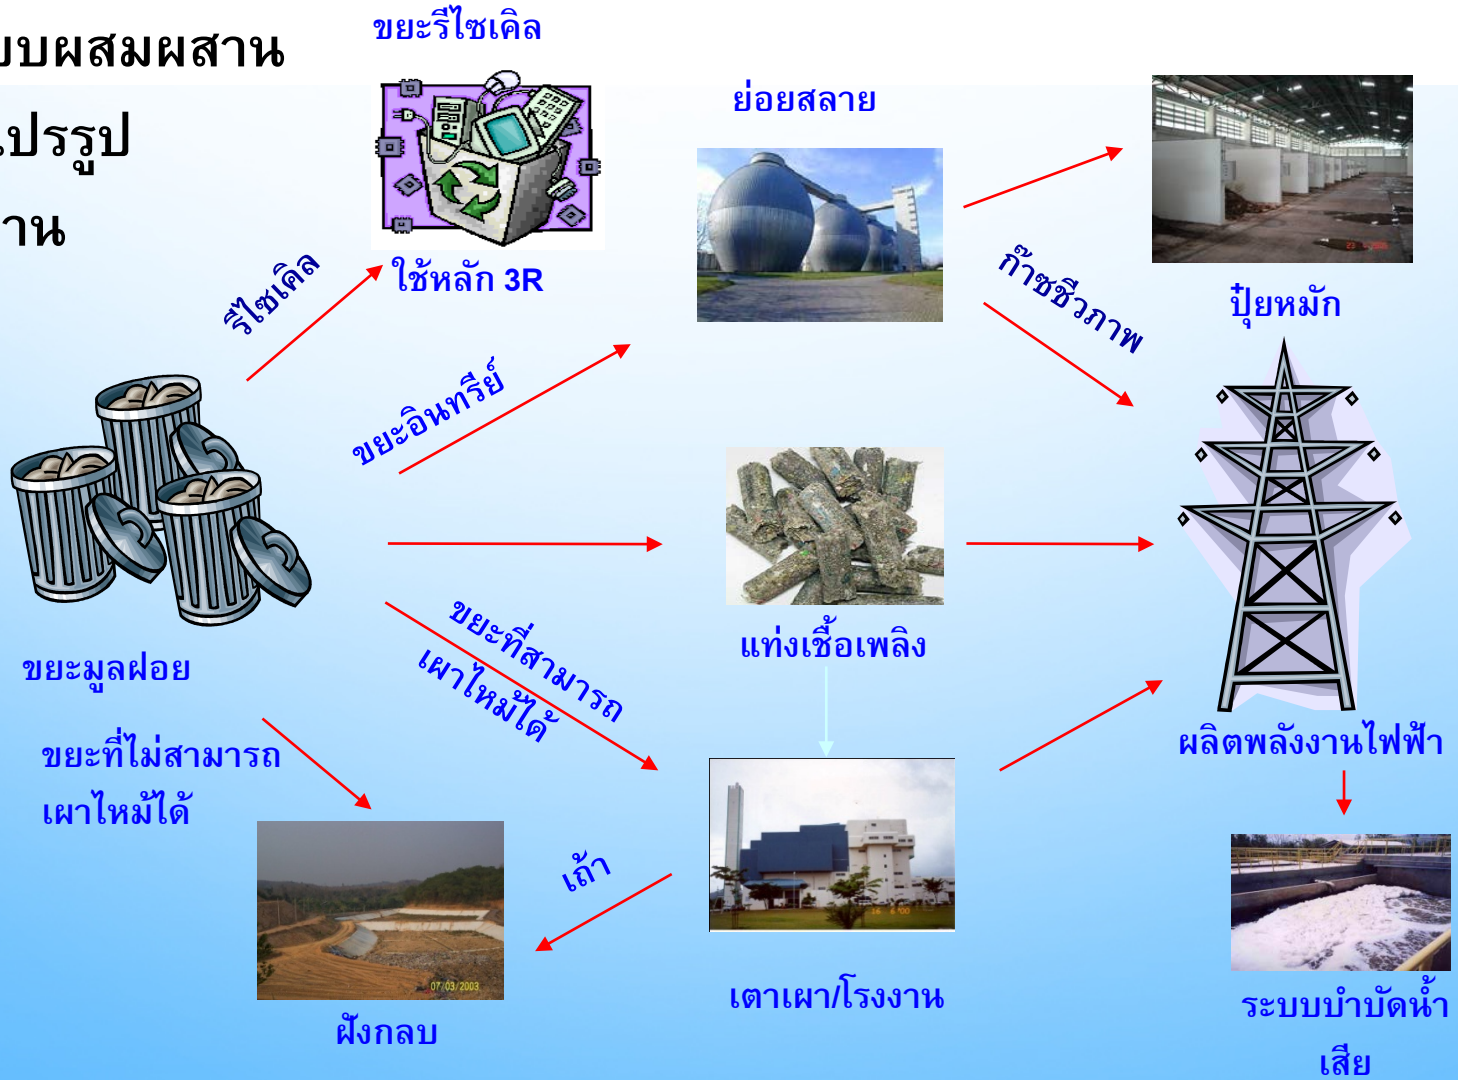 บบผสมผสาน
แปรรูป
าน
ขยะรีไซเคิล
ใช้หลัก 3R
ย่อยสลาย
ปุ๋ยหมัก
รีไซเคิล
ก๊าซชีวภาพ
ขยะอินทรีย์
แท่งเชื้อเพลิง
ขยะที่สามารถ
เผาไหม้ได้
ขยะมูลฝอย
ขยะที่ไม่สามารถ
เผาไหม้ได้
ผลิตพลังงานไฟฟ้า
เถ้า
07/03/2003
ฝังกลบ
เตาเผา/โรงงาน
ระบบบำบัดน้ำ
เสีย